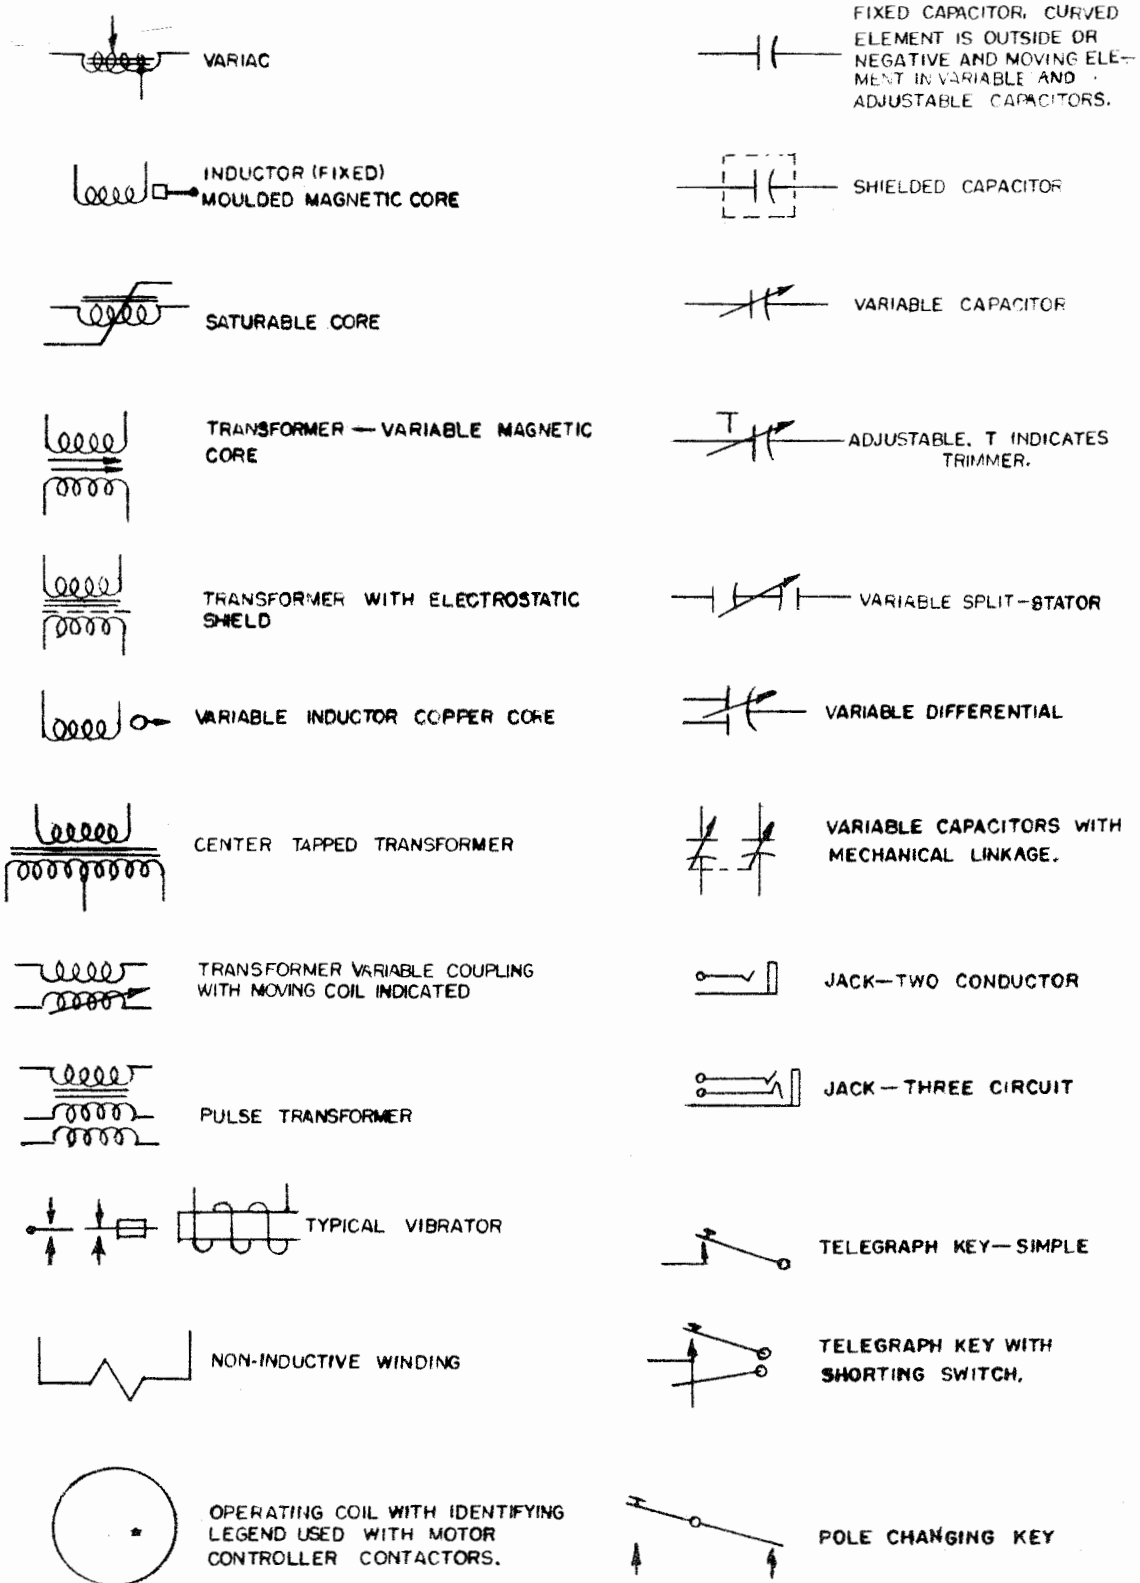 VARIAC
INDUCTOR (FIXED)
MOULDED MAGNETIC CORE
SATURABLE CORE
TRANSFORMER — VARIABLE MAGNETIC
CORE
TRANSFORMER WITH ELECTROSTATIC
SHIELD
VARIABLE INDUCTOR COPPER CORE
CENTER TAPPED TRANSFORMER
TRANSFORMER VARIABLE COUPLING
WITH MOVING COIL INDICATED
PULSE TRANSFORMER
TYPICAL VIBRATOR
NON-INDUCTIVE WINDING
OPERATING COIL WITH IDENTIFYING
LEGEND USED WITH MOTOR
CONTROLLER CONTACTORS.
FIXED CAPACITOR, CURVED
ELEMENT IS OUTSIDE OR
NEGATIVE AND MOVING ELE-
MENT IN VARIABLE AND
ADJUSTABLE CAPACITORS.
SHIELDED CAPACITOR
VARIABLE CAPACITOR
T
ADJUSTABLE. T INDICATES
TRIMMER.
VARIABLE SPLIT-STATOR
VARIABLE DIFFERENTIAL
VARIABLE CAPACITORS WITH
MECHANICAL LINKAGE.
JACK—TWO CONDUCTOR
JACK — THREE CIRCUIT
TELEGRAPH KEY—SIMPLE
TELEGRAPH KEY WITH
SHORTING SWITCH.
POLE CHANGING KEY